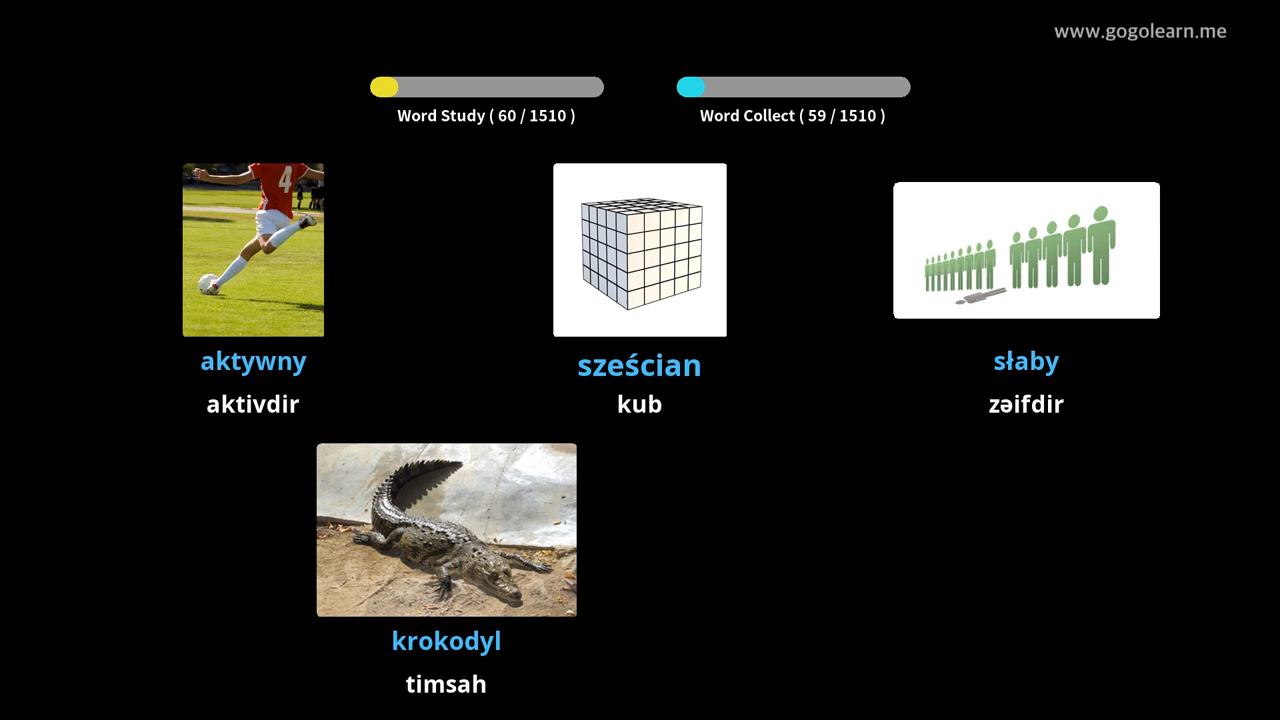 www.gogolearn.me
Word Study ( 60 / 1510 )
Word Collect ( 59 / 1510 )
4
aktywny
sześcian
słaby
aktivdir
kub
zəifdir
krokodyl
timsah